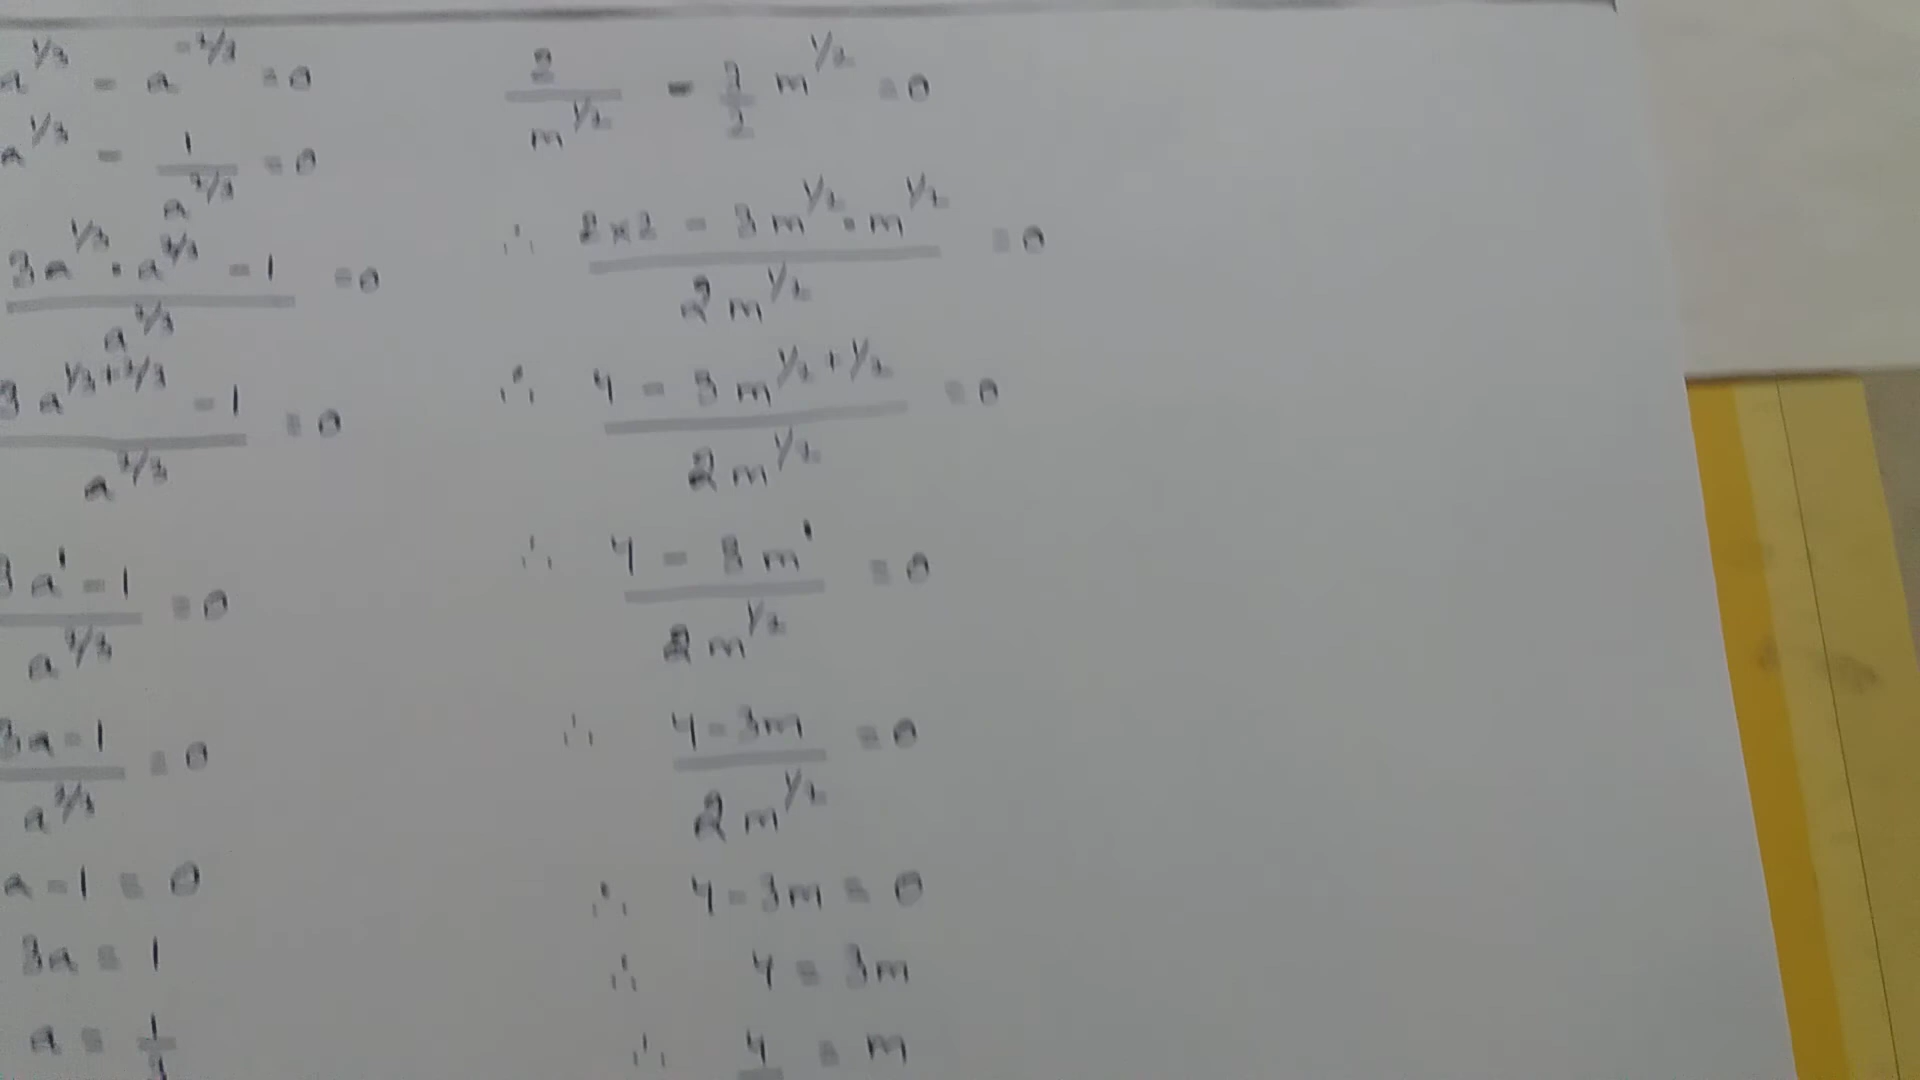 a^1/3 - a^-2/3 = 0
a^1/3 - 1/a^2/3 = 0
3a^1/3 · a^2/3 - 1 / a^2/3 = 0
3a^1/3+2/3 - 1 / a^2/3 = 0
3a^1 - 1 / a^2/3 = 0
3a - 1 / a^2/3 = 0
a - 1 = 0
3a = 1
a = 1/3
2/m^1/2 - 3/2 m^1/2 = 0
∴ 2×2 - 3m^1/2 · m^1/2 / 2m^1/2 = 0
∴ 4 - 3m^1/2+1/2 / 2m^1/2 = 0
∴ 4 - 3m^1 / 2m^1/2 = 0
∴ 4 - 3m / 2m^1/2 = 0
∴ 4 - 3m = 0
∴ 4 = 3m
∴ 4 = m